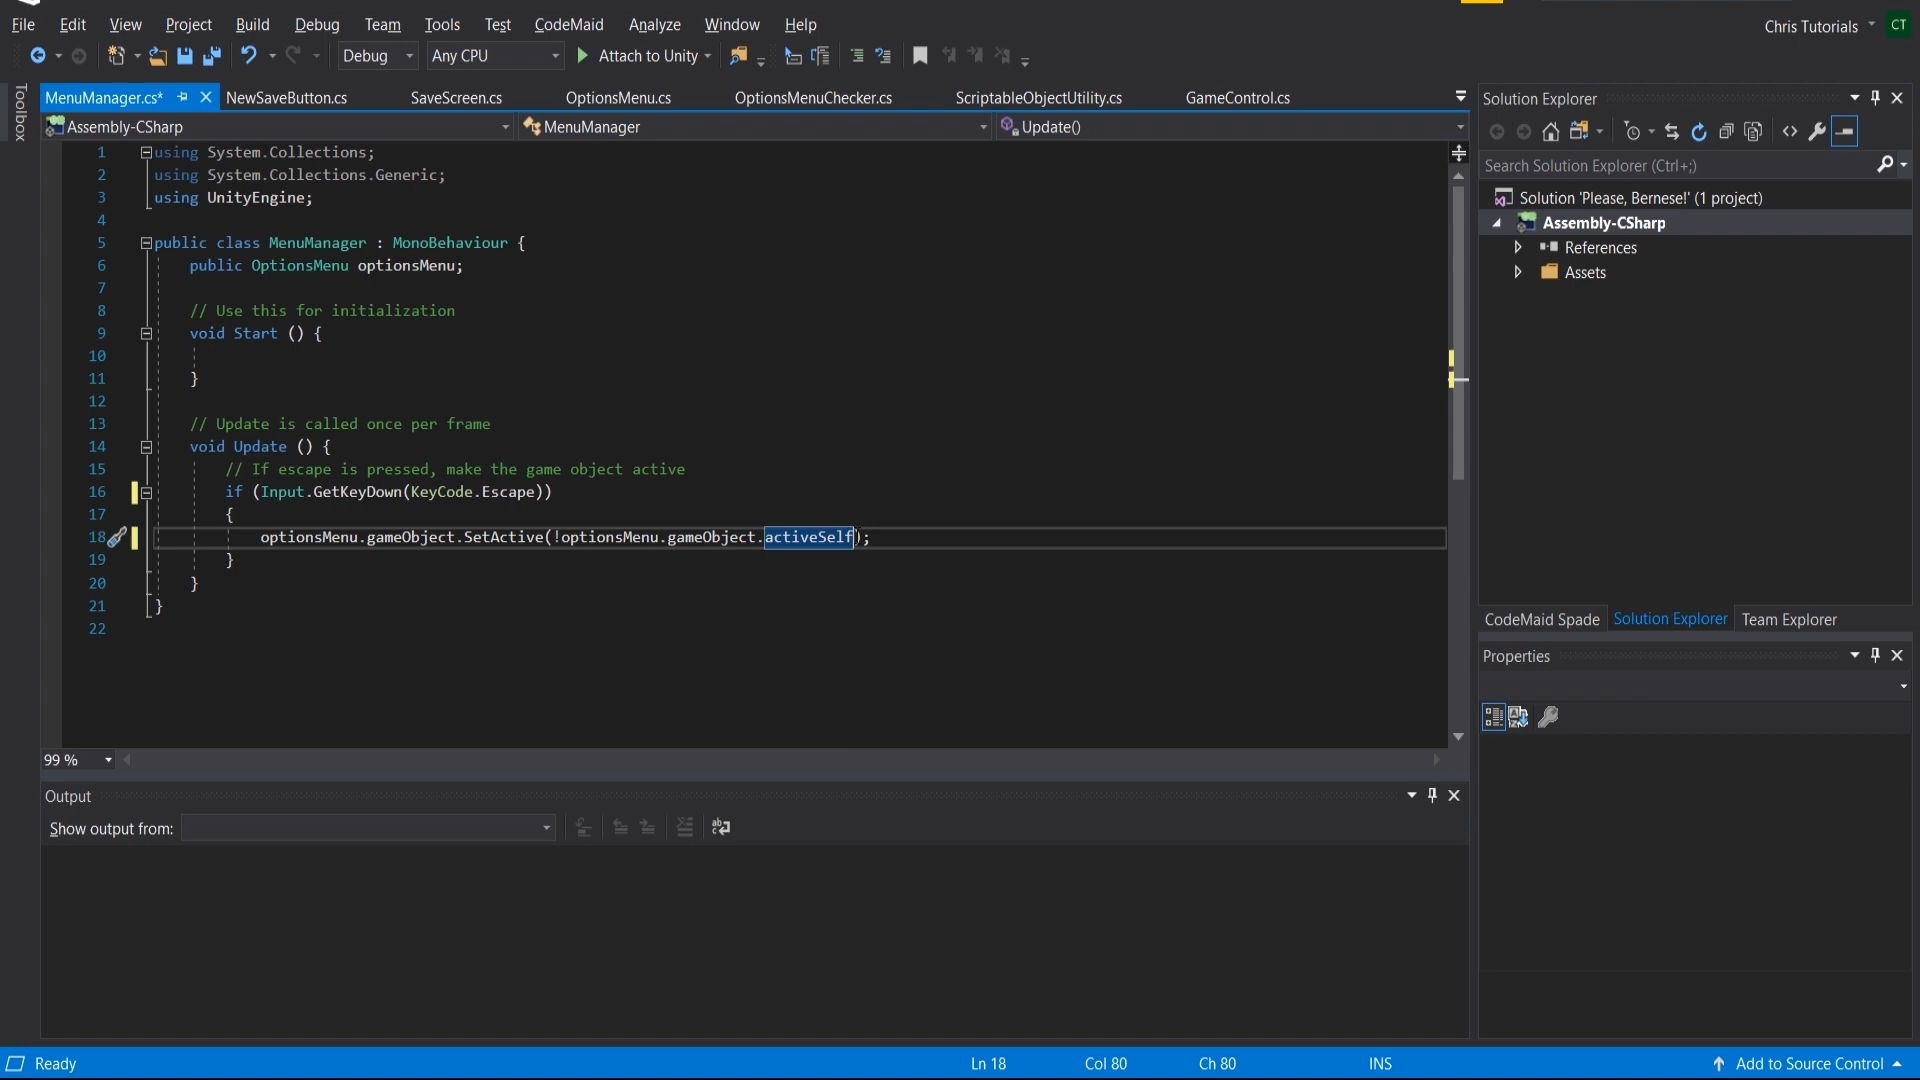 File Edit View Project Build Debug Team Tools Test CodeMaid Analyze Window Help
Chris Tutorials CT
Debug Any CPU Attach to Unity
Toolbox
MenuManager.cs* NewSaveButton.cs SaveScreen.cs OptionsMenu.cs OptionsMenuChecker.cs ScriptableObjectUtility.cs GameControl.cs
Assembly-CSharp MenuManager Update()
1 using System.Collections;
2 using System.Collections.Generic;
3 using UnityEngine;
4
5 public class MenuManager : MonoBehaviour {
6 public OptionsMenu optionsMenu;
7
8 // Use this for initialization
9 void Start () {
10
11 }
12
13 // Update is called once per frame
14 void Update () {
15 // If escape is pressed, make the game object active
16 if (Input.GetKeyDown(KeyCode.Escape))
17 {
18 optionsMenu.gameObject.SetActive(!optionsMenu.gameObject.activeSelf);
19 }
20 }
21 }
22
99 %
Output
Show output from:
Solution Explorer
Search Solution Explorer (Ctrl+;)
Solution 'Please, Bernese!' (1 project)
Assembly-CSharp
References
Assets
CodeMaid Spade Solution Explorer Team Explorer
Properties
Ready Ln 18 Col 80 Ch 80 INS Add to Source Control